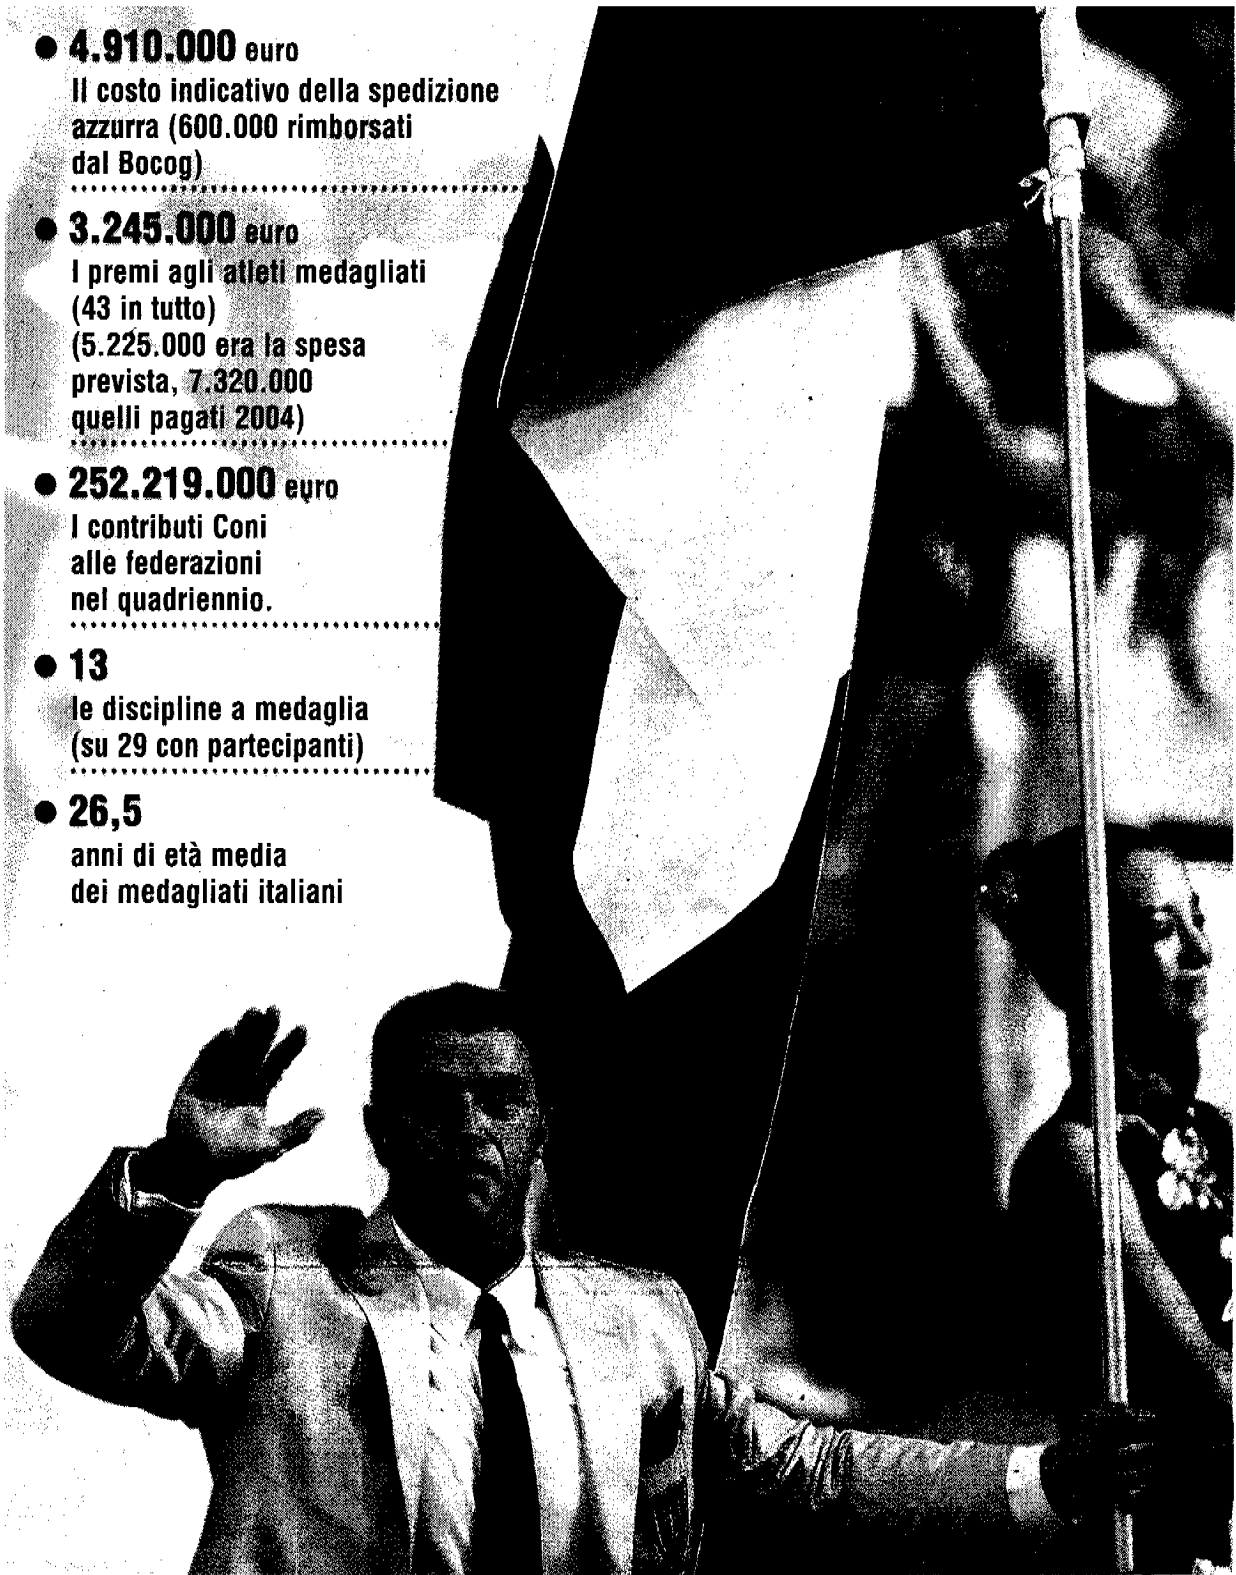 ● 4.910.000 euro
Il costo indicativo della spedizione
azzurra (600.000 rimborsati
dal Bocog)
● 3.245.000 euro
I premi agli atleti medagliati
(43 in tutto)
(5.225.000 era la spesa
prevista, 7.320.000
quelli pagati 2004)
● 252.219.000 euro
I contributi Coni
alle federazioni
nel quadriennio.
● 13
le discipline a medaglia
(su 29 con partecipanti)
● 26,5
anni di età media
dei medagliati italiani